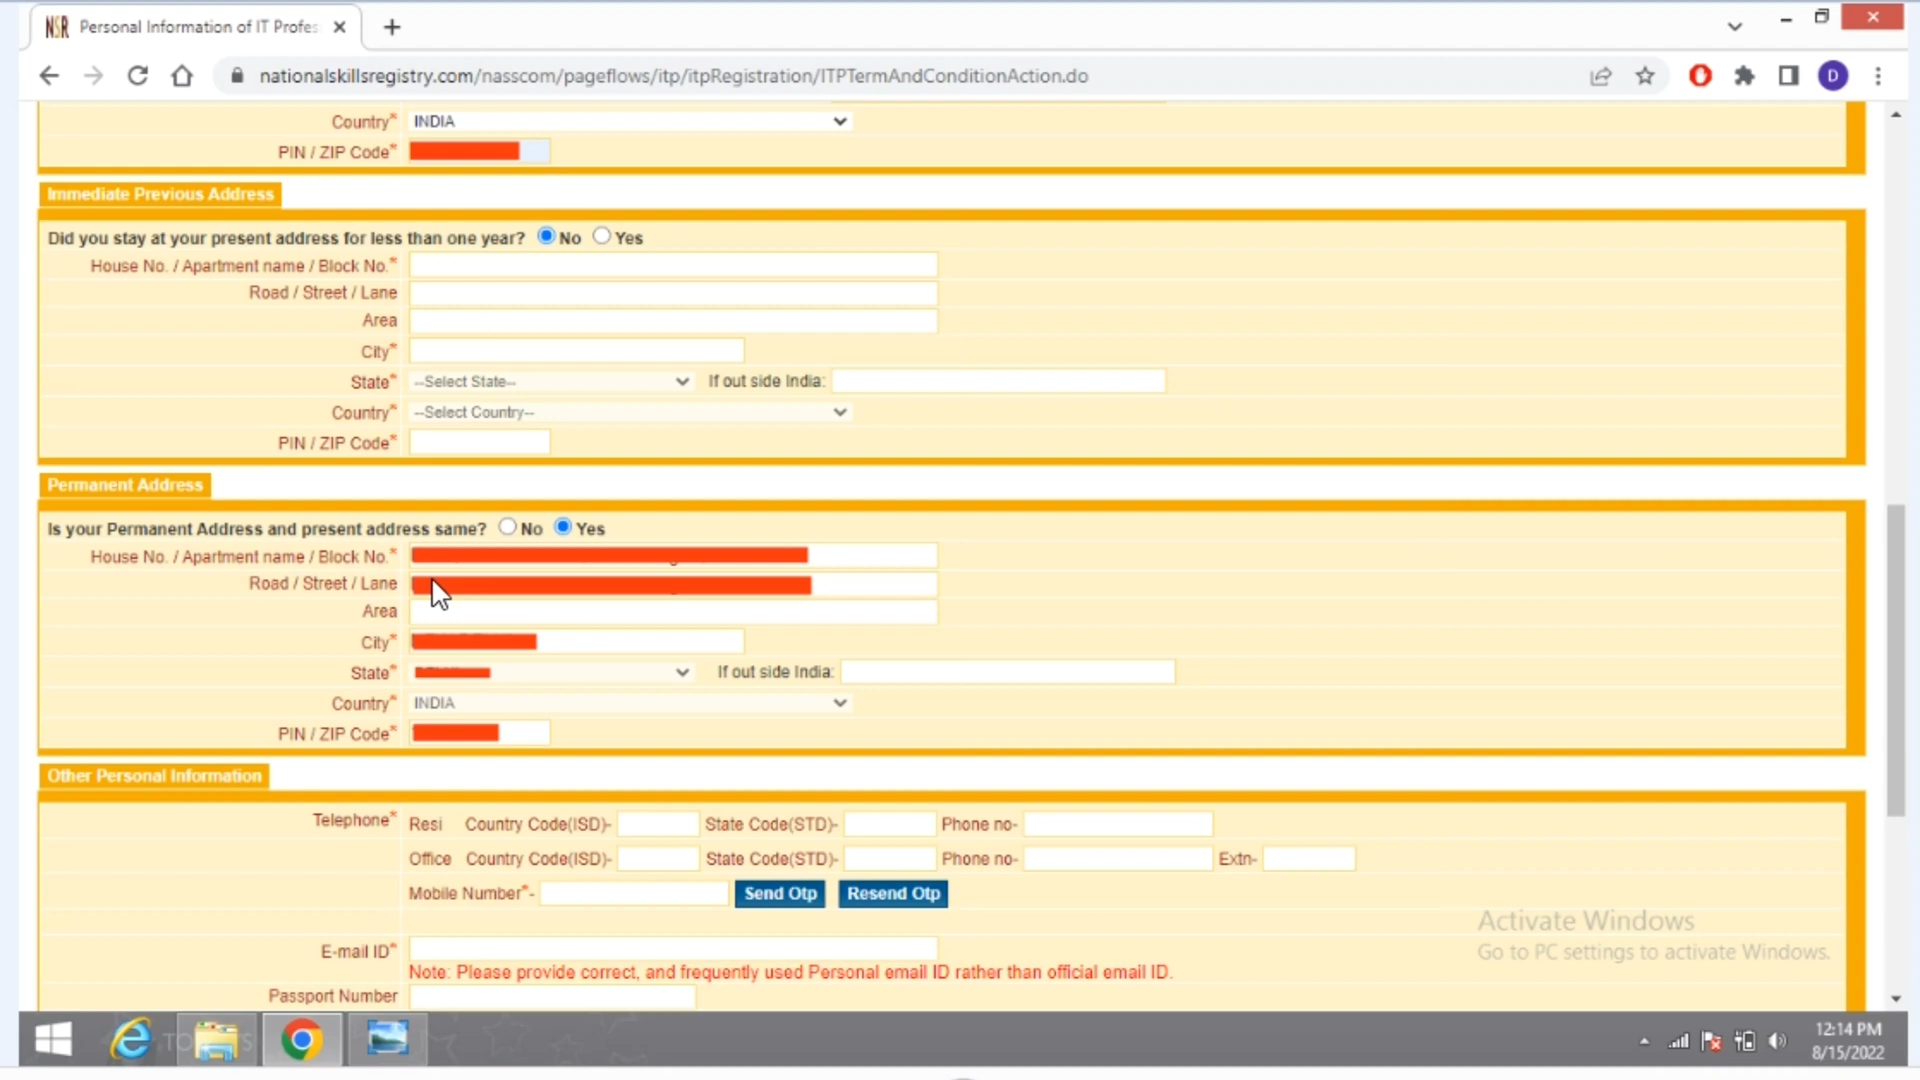 NSR Personal Information of IT Profes
nationalskillsregistry.com/nasscom/pageflows/itp/itpRegistration/ITPTermAndConditionAction.do
D
Country* INDIA
PIN / ZIP Code*
Immediate Previous Address
Did you stay at your present address for less than one year? No Yes
House No. / Apartment name / Block No.*
Road / Street / Lane
Area
City*
State* --Select State-- If out side India:
Country* --Select Country--
PIN / ZIP Code*
Permanent Address
Is your Permanent Address and present address same? No Yes
House No. / Apartment name / Block No.*
Road / Street / Lane
Area
City*
State* If out side India:
Country* INDIA
PIN / ZIP Code*
Other Personal Information
Telephone* Resi Country Code(ISD)- State Code(STD)- Phone no-
Office Country Code(ISD)- State Code(STD)- Phone no- Extn-
Mobile Number*- Send Otp Resend Otp
Activate Windows
Go to PC settings to activate Windows.
E-mail ID*
Note: Please provide correct, and frequently used Personal email ID rather than official email ID.
Passport Number
12:14 PM
8/15/2022